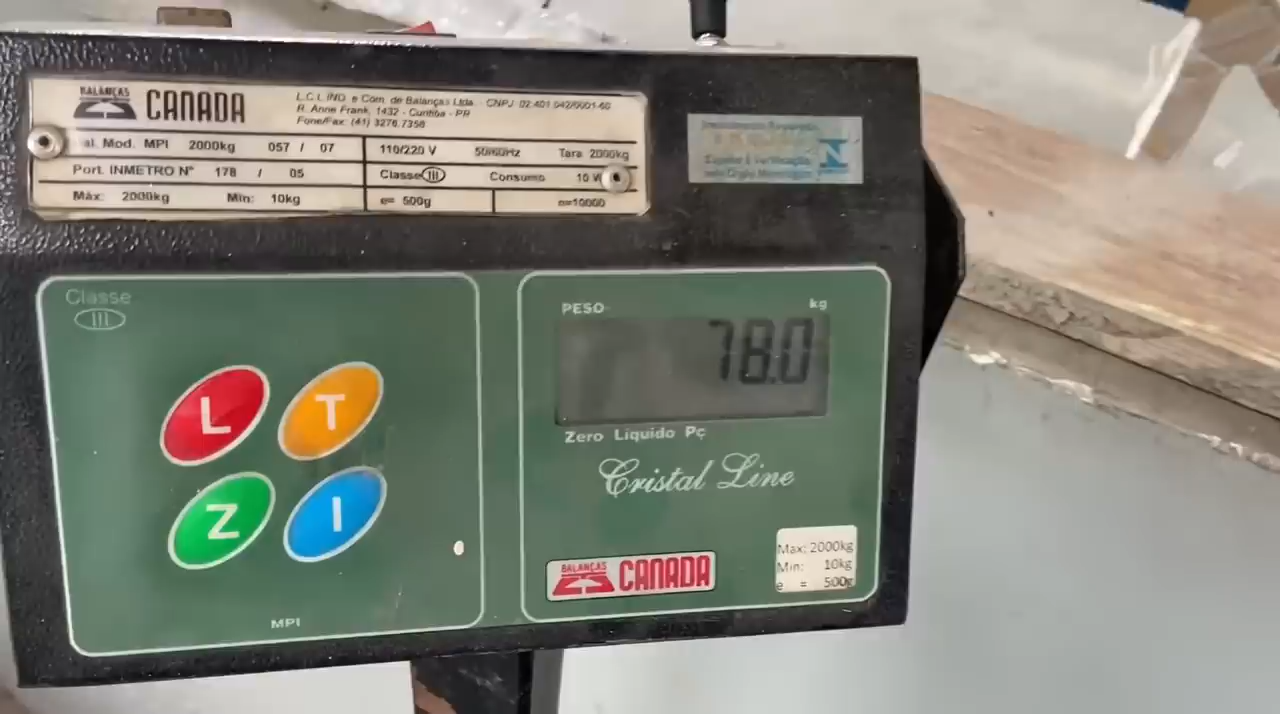 BALANÇAS
CANADA
L.C.I. IND. e Com. de Balanças Ltda. - CNPJ 02.401.042/0001-60
R. Anne Frank, 1432 - Curitiba - PR
Fone/Fax: (41) 3276.7358
al. Mod. MPI 2000kg 057 / 07
110/220 V 50/60Hz Tara 2000kg
Port. INMETRO Nº 178 / 05
Classe III Consumo 10 W
Máx: 2000kg Min: 10kg
e= 500g n=10000
Classe
III
L
T
Z
I
MPI
PESO
kg
78.0
Zero Líquido Pç
Cristal Line
BALANÇAS
CANADA
Max: 2000kg
Min: 10kg
e = 500g